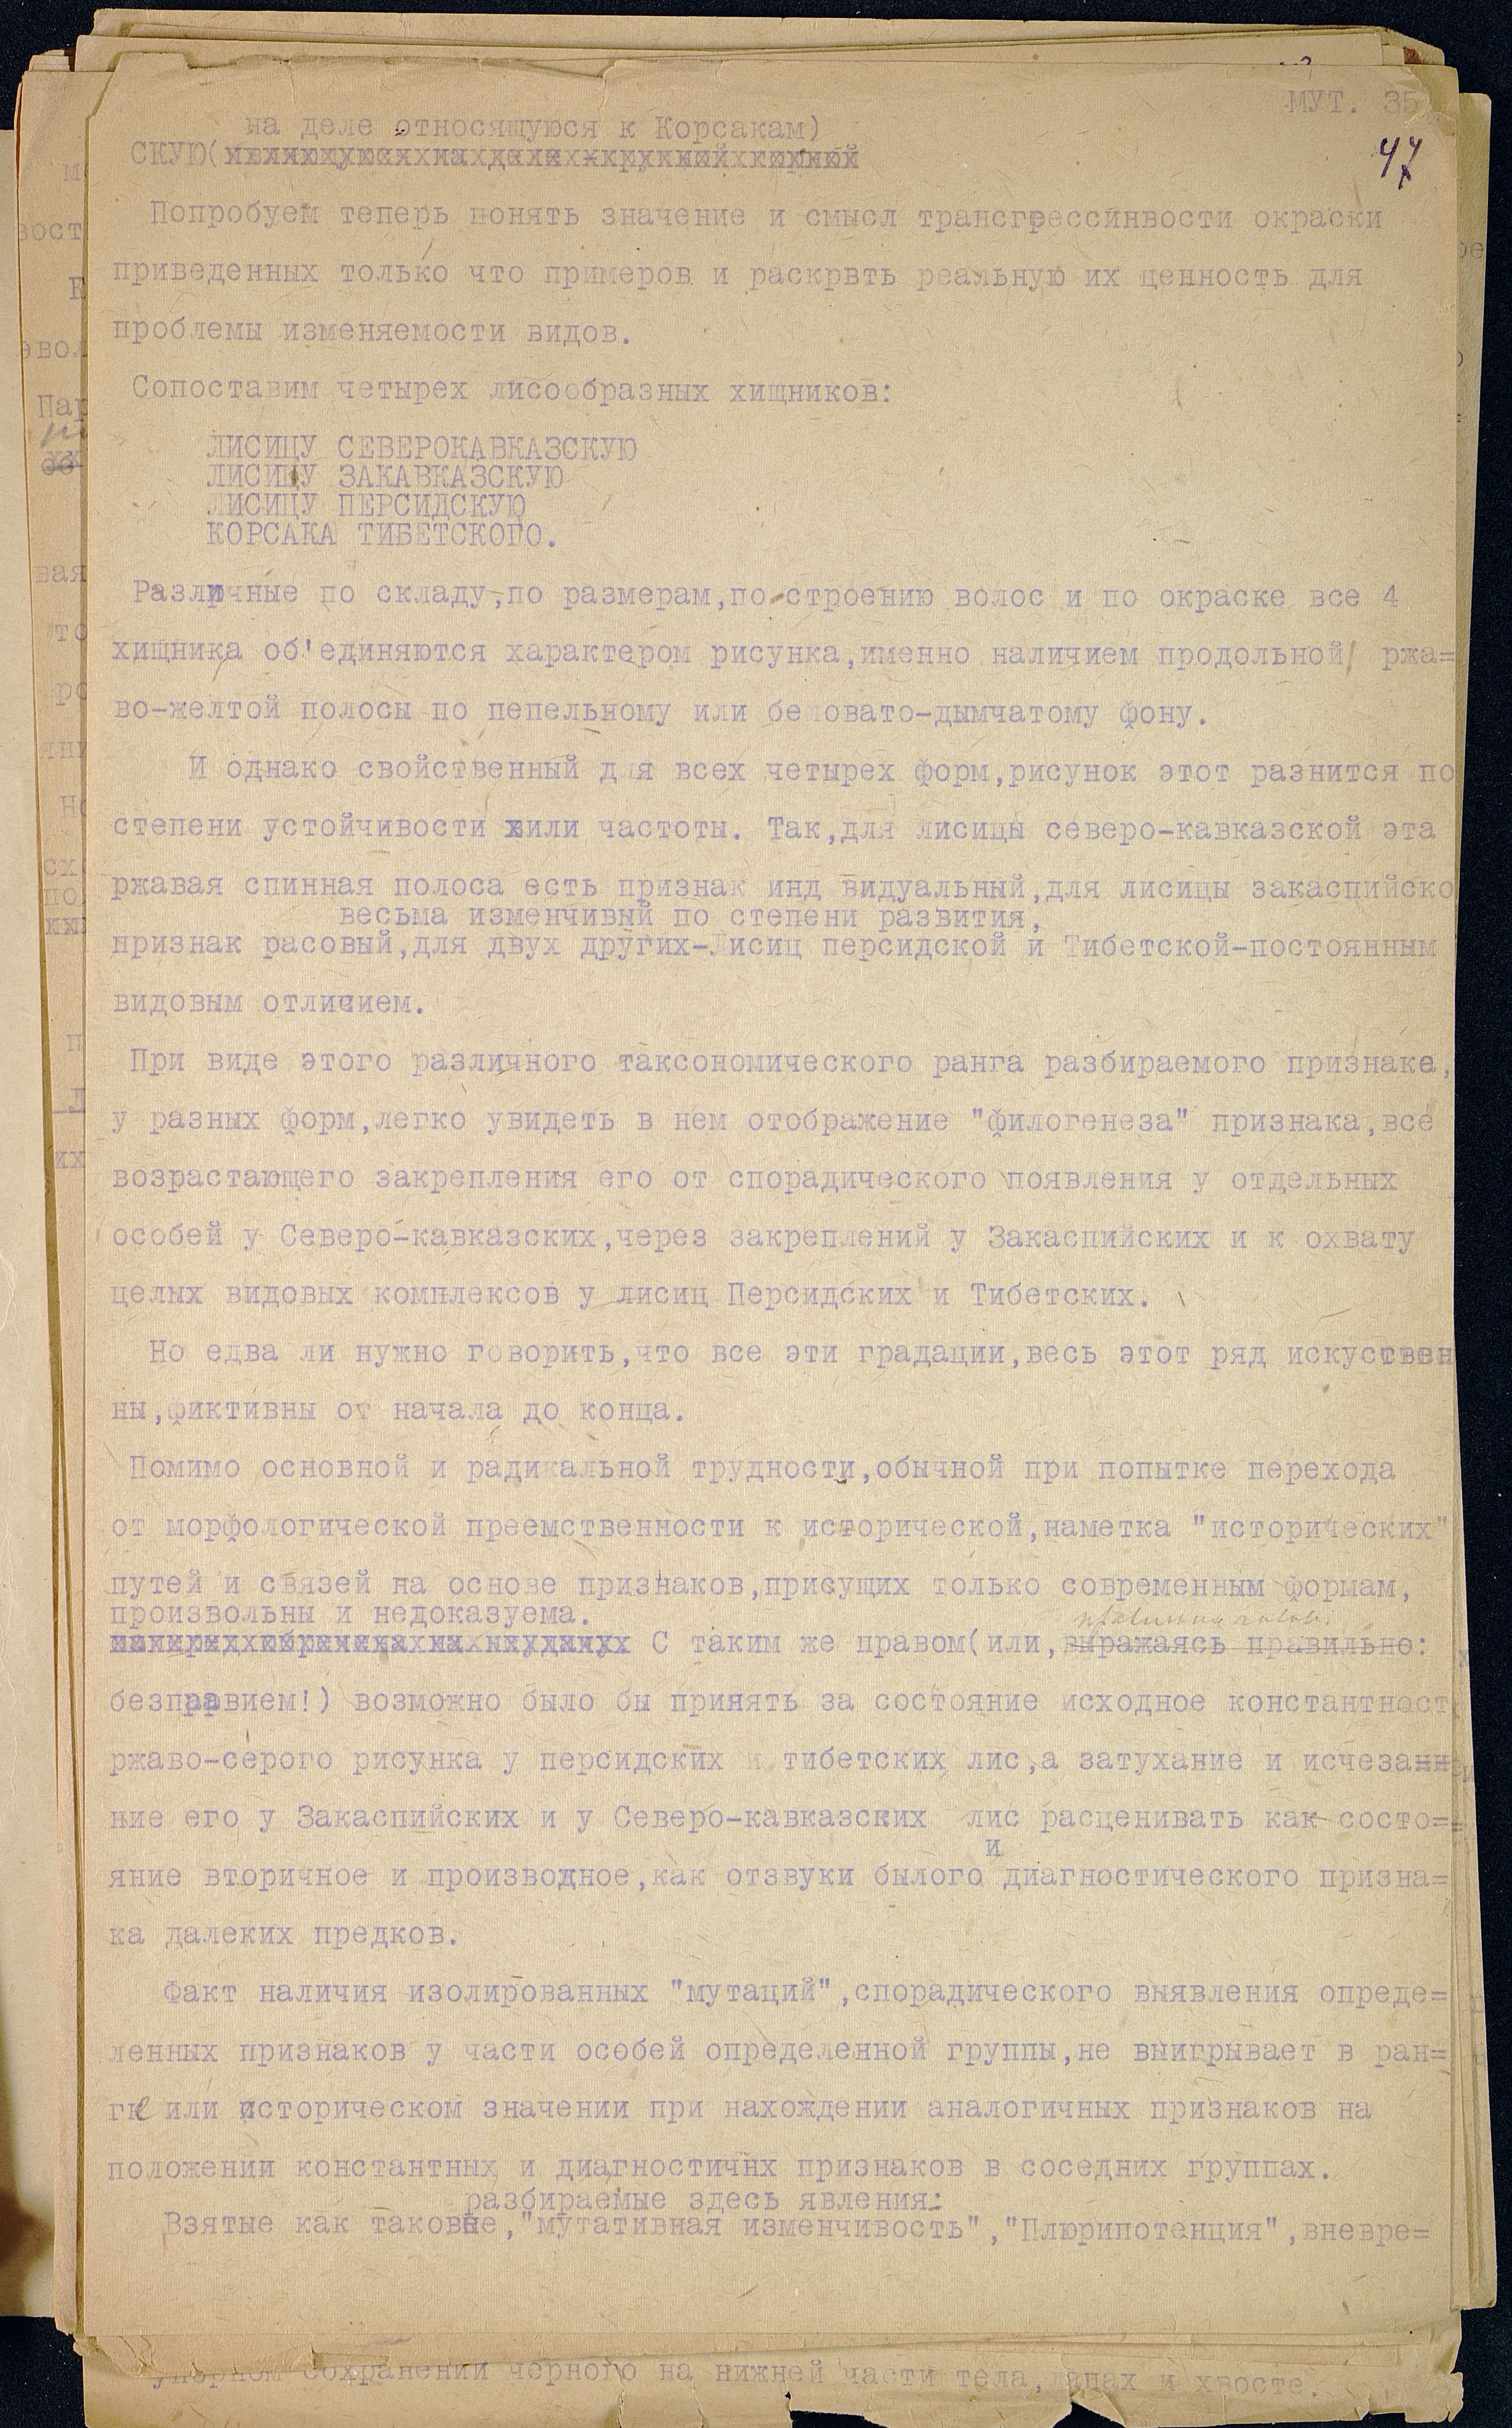 МУТ. 35
47
на деле относящуюся к Корсакам)
СКУЮ(
Попробуем теперь понять значение и смысл трансгрессйнвости окраски
приведенных только что примеров и раскрвть реальную их ценность для
проблемы изменяемости видов.
Сопоставим четырех лисообразных хищников:
ЛИСИЦУ СЕВЕРОКАВКАЗСКУЮ
ЛИСИЦУ ЗАКАВКАЗСКУЮ
ЛИСИЦУ ПЕРСИДСКУЮ
КОРСАКА ТИБЕТСКОГО.
Различные по складу,по размерам,по строению волос и по окраске все 4
хищника об'единяются характером рисунка,именно наличием продольной ржа=
во-желтой полосы по пепельному или беловато-дымчатому фону.
И однако свойственный для всех четырех форм,рисунок этот разнится по
степени устойчивости или частоты. Так,для лисицы северо-кавказской эта
ржавая спинная полоса есть признак инд видуальный,для лисицы закаспийско
весьма изменчивый по степени развития,
признак расовый,для двух других-Лисиц персидской и Тибетской-постоянным
видовым отличием.
При виде этого различного таксономического ранга разбираемого признаке,
у разных форм,легко увидеть в нем отображение "филогенеза" признака,все
возрастающего закрепления его от спорадического появления у отдельных
особей у Северо-кавказских,через закреплений у Закаспийских и к охвату
целых видовых комплексов у лисиц Персидских и Тибетских.
Но едва ли нужно говорить,что все эти градации,весь этот ряд искуствен
ны,фиктивны от начала до конца.
Помимо основной и радикальной трудности,обычной при попытке перехода
от морфологической преемственности к исторической,наметка "исторических"
путей и связей на основе признаков,присущих только современным формам,
произвольны и недоказуема.
С таким же правом(или,выражаясь правильно:
безправием!) возможно было бы принять за состояние исходное константност
ржаво-серого рисунка у персидских и тибетских лис,а затухание и исчеза
ние его у Закаспийских и у Северо-кавказских лис расценивать как состо=
и
яние вторичное и производное,как отзвуки былого диагностического призна=
ка далеких предков.
Факт наличия изолированных "мутаций",спорадического выявления опреде=
ленных признаков у части особей определенной группы,не выигрывает в ран=
ге или историческом значении при нахождении аналогичных признаков на
положении константных и диагностичнх признаков в соседних группах.
разбираемые здесь явления:
Взятые как таковые,"мутативная изменчивость","Плюрипотенция",вневре=
упорном сохранении черного на нижней части тела, лапах и хвосте.